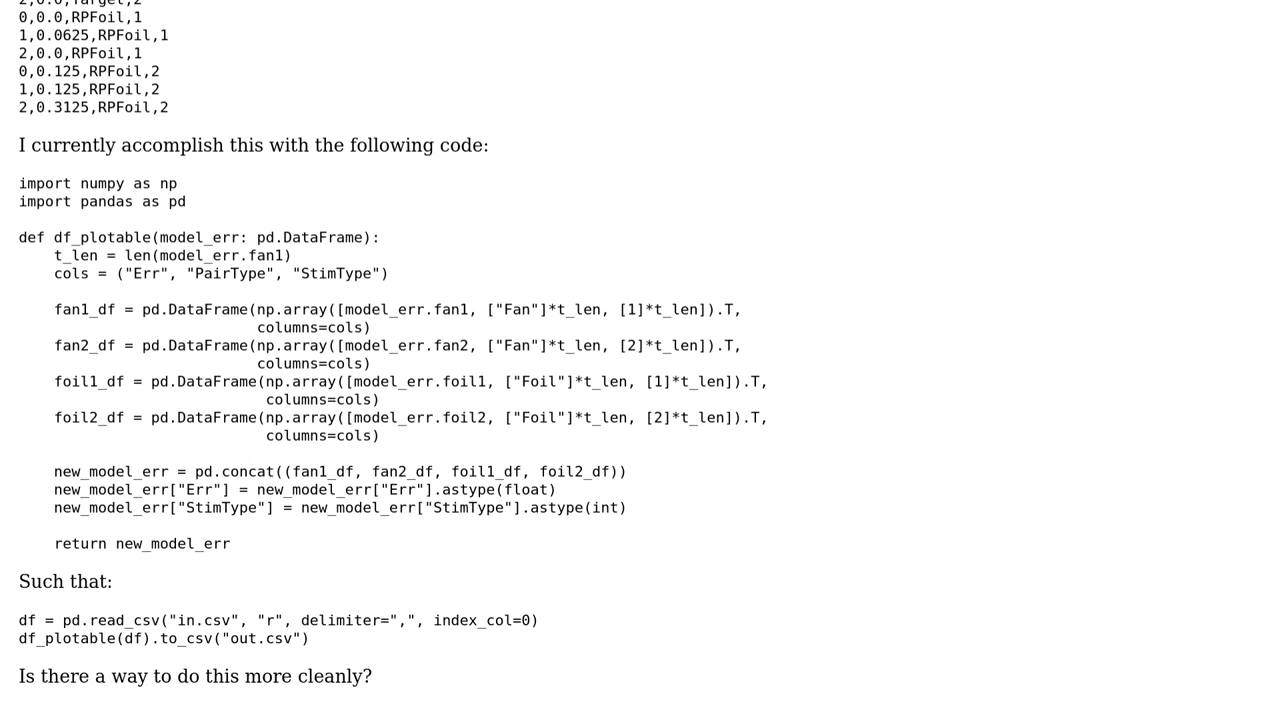 2,0.0,Target,2
0,0.0,RPFoil,1
1,0.0625,RPFoil,1
2,0.0,RPFoil,1
0,0.125,RPFoil,2
1,0.125,RPFoil,2
2,0.3125,RPFoil,2
I currently accomplish this with the following code:
import numpy as np
import pandas as pd
def df_plotable(model_err: pd.DataFrame):
    t_len = len(model_err.fan1)
    cols = ("Err", "PairType", "StimType")
    fan1_df = pd.DataFrame(np.array([model_err.fan1, ["Fan"]*t_len, [1]*t_len]).T,
                           columns=cols)
    fan2_df = pd.DataFrame(np.array([model_err.fan2, ["Fan"]*t_len, [2]*t_len]).T,
                           columns=cols)
    foil1_df = pd.DataFrame(np.array([model_err.foil1, ["Foil"]*t_len, [1]*t_len]).T,
                            columns=cols)
    foil2_df = pd.DataFrame(np.array([model_err.foil2, ["Foil"]*t_len, [2]*t_len]).T,
                            columns=cols)
    new_model_err = pd.concat((fan1_df, fan2_df, foil1_df, foil2_df))
    new_model_err["Err"] = new_model_err["Err"].astype(float)
    new_model_err["StimType"] = new_model_err["StimType"].astype(int)
    return new_model_err
Such that:
df = pd.read_csv("in.csv", "r", delimiter=",", index_col=0)
df_plotable(df).to_csv("out.csv")
Is there a way to do this more cleanly?